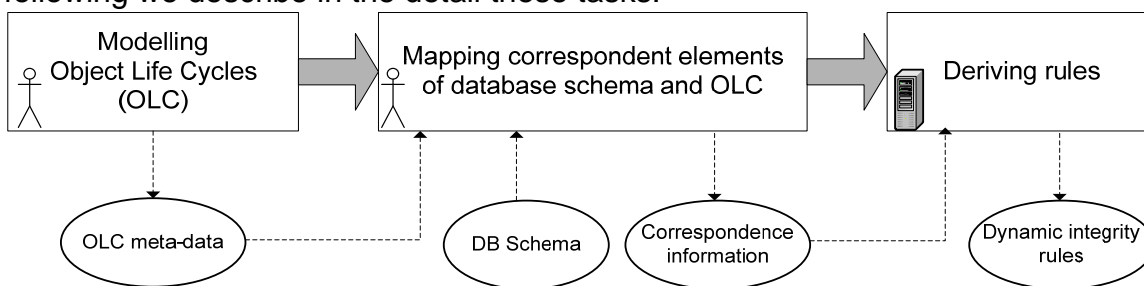 following we describe in the detail these tasks.
Modelling
Object Life Cycles
(OLC)
Mapping correspondent elements
of database schema and OLC
Deriving rules
OLC meta-data
DB Schema
Correspondence
information
Dynamic integrity
rules